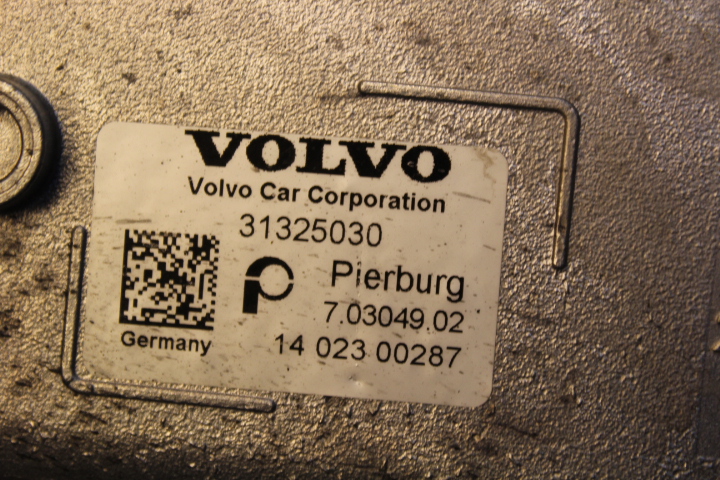 VOLVO
Volvo Car Corporation
31325030
Pierburg
7.03049.02
Germany
14 023 00287